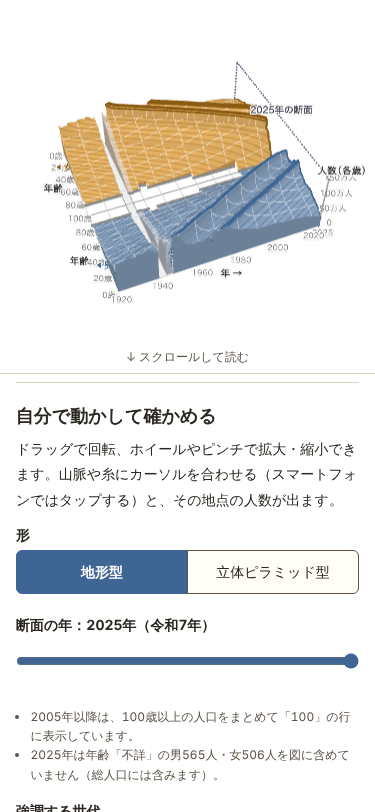 2025年の断面
人数(各歳)
150万人
100万人
50万人
0
0歳
20歳
40歳
年齢
60歳
80歳
100歳
80歳
60歳
年齢
40歳
20歳
0歳
1920
1940
1960
年 →
1980
2000
2020
2025
↓ スクロールして読む
自分で動かして確かめる
ドラッグで回転、ホイールやピンチで拡大・縮小でき
ます。山脈や糸にカーソルを合わせる（スマートフォ
ンではタップする）と、その地点の人数が出ます。
形
地形型
立体ピラミッド型
断面の年：2025年（令和7年）
2005年以降は、100歳以上の人口をまとめて「100」の行
に表示しています。
2025年は年齢「不詳」の男565人・女506人を図に含めて
いません（総人口には含みます）。
強調する世代